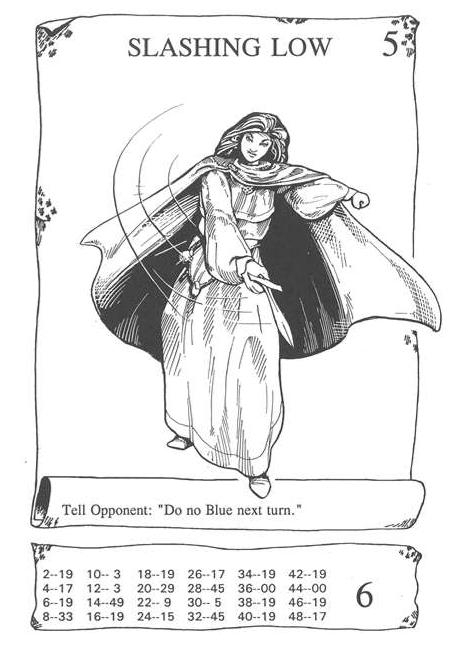 SLASHING LOW 5
Tell Opponent: "Do no Blue next turn."
2--19 10-- 3 18--19 26--17 34--19 42--19
4--17 12-- 3 20--29 28--45 36--00 44--00
6--19 14--49 22-- 9 30-- 5 38--19 46--19
8--33 16--19 24--15 32--45 40--19 48--17
6